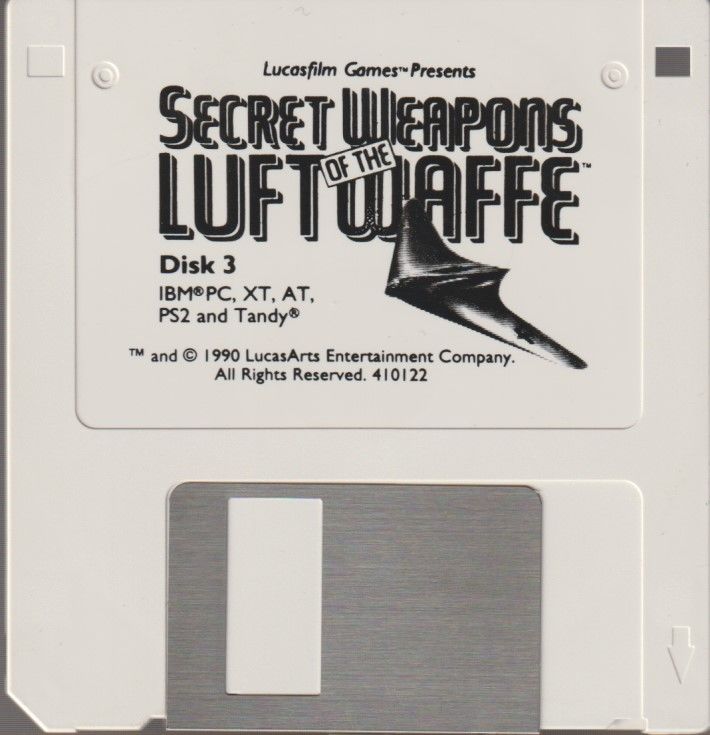 Lucasfilm Games™ Presents
SECRET WEAPONS
OF THE
LUFTWAFFE™
Disk 3
IBM® PC, XT, AT,
PS2 and Tandy®
™ and © 1990 LucasArts Entertainment Company.
All Rights Reserved. 410122